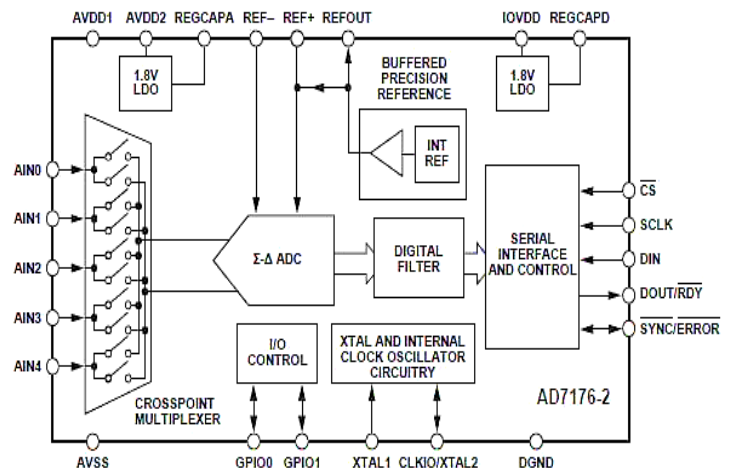 AVDD1 AVDD2 REGCAPA REF– REF+ REFOUT IOVDD REGCAPD
1.8V
LDO
BUFFERED
PRECISION
REFERENCE
1.8V
LDO
INT
REF
AIN0
AIN1
AIN2
AIN3
AIN4
CROSSPOINT
MULTIPLEXER
Σ-Δ ADC
DIGITAL
FILTER
SERIAL
INTERFACE
AND CONTROL
CS
SCLK
DIN
DOUT/RDY
SYNC/ERROR
I/O
CONTROL
XTAL AND INTERNAL
CLOCK OSCILLATOR
CIRCUITRY
AD7176-2
AVSS GPIO0 GPIO1 XTAL1 CLKIO/XTAL2 DGND